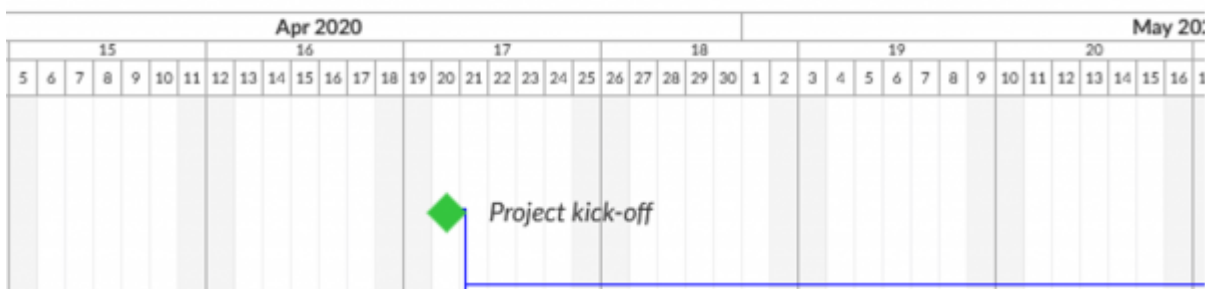 Apr 2020 May 202
15 16 17 18 19 20
5 6 7 8 9 10 11 12 13 14 15 16 17 18 19 20 21 22 23 24 25 26 27 28 29 30 1 2 3 4 5 6 7 8 9 10 11 12 13 14 15 16 1
Project kick-off